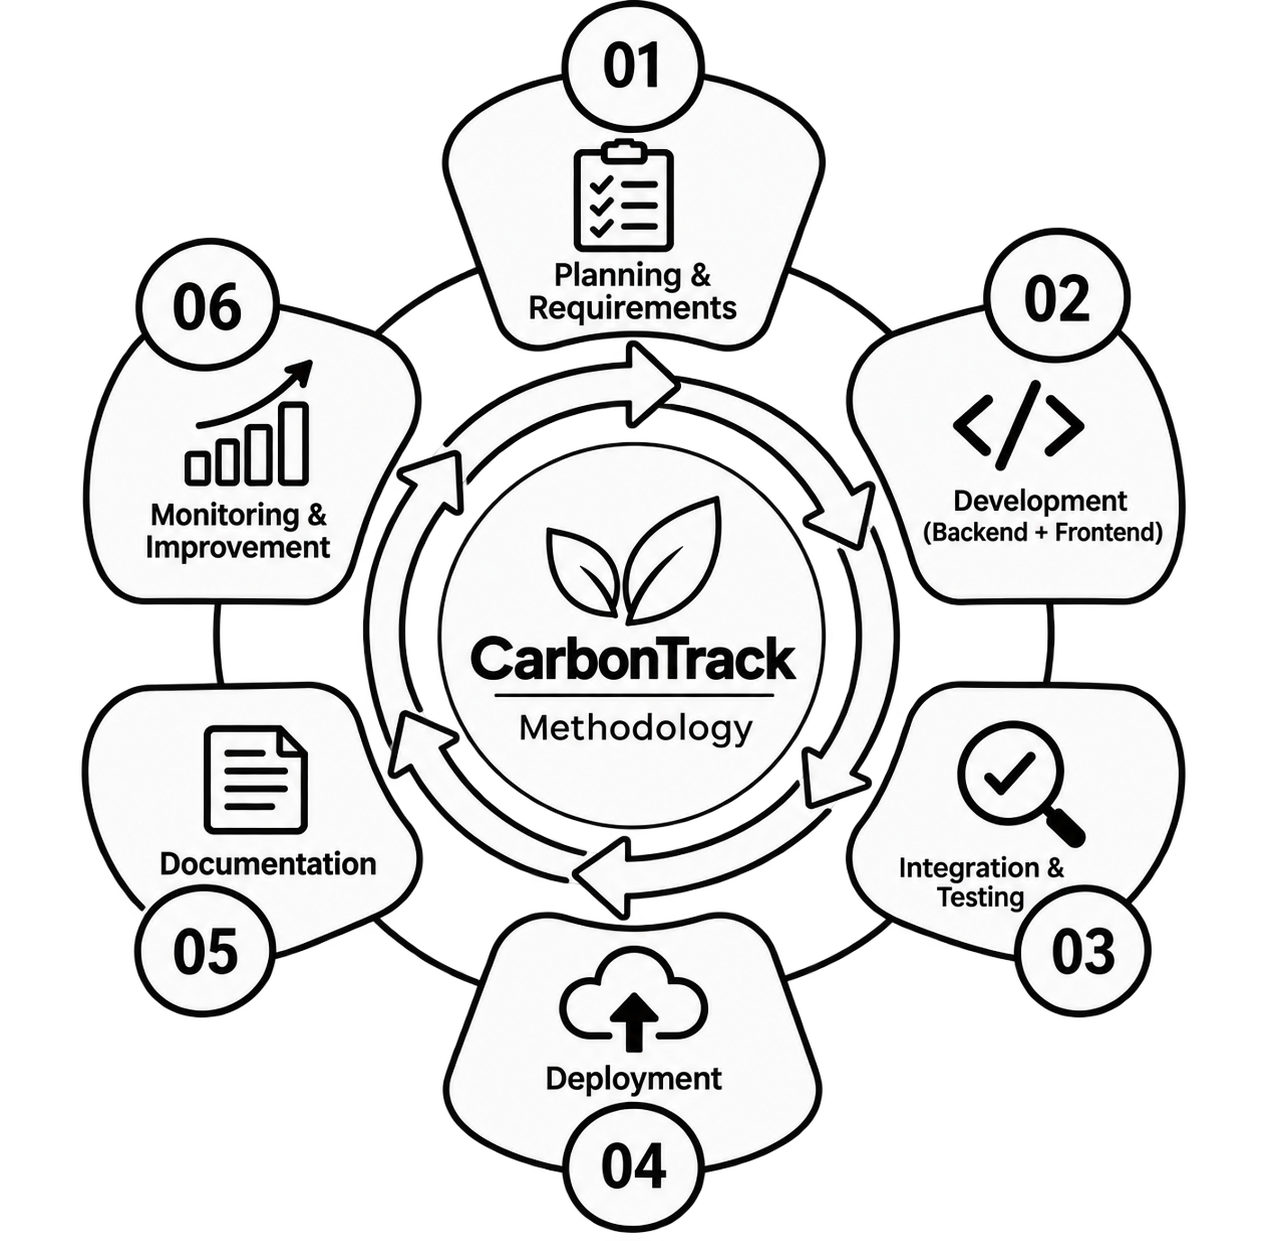 01
Planning &
Requirements
02
Development
(Backend + Frontend)
03
Integration &
Testing
04
Deployment
05
Documentation
06
Monitoring &
Improvement
CarbonTrack
Methodology